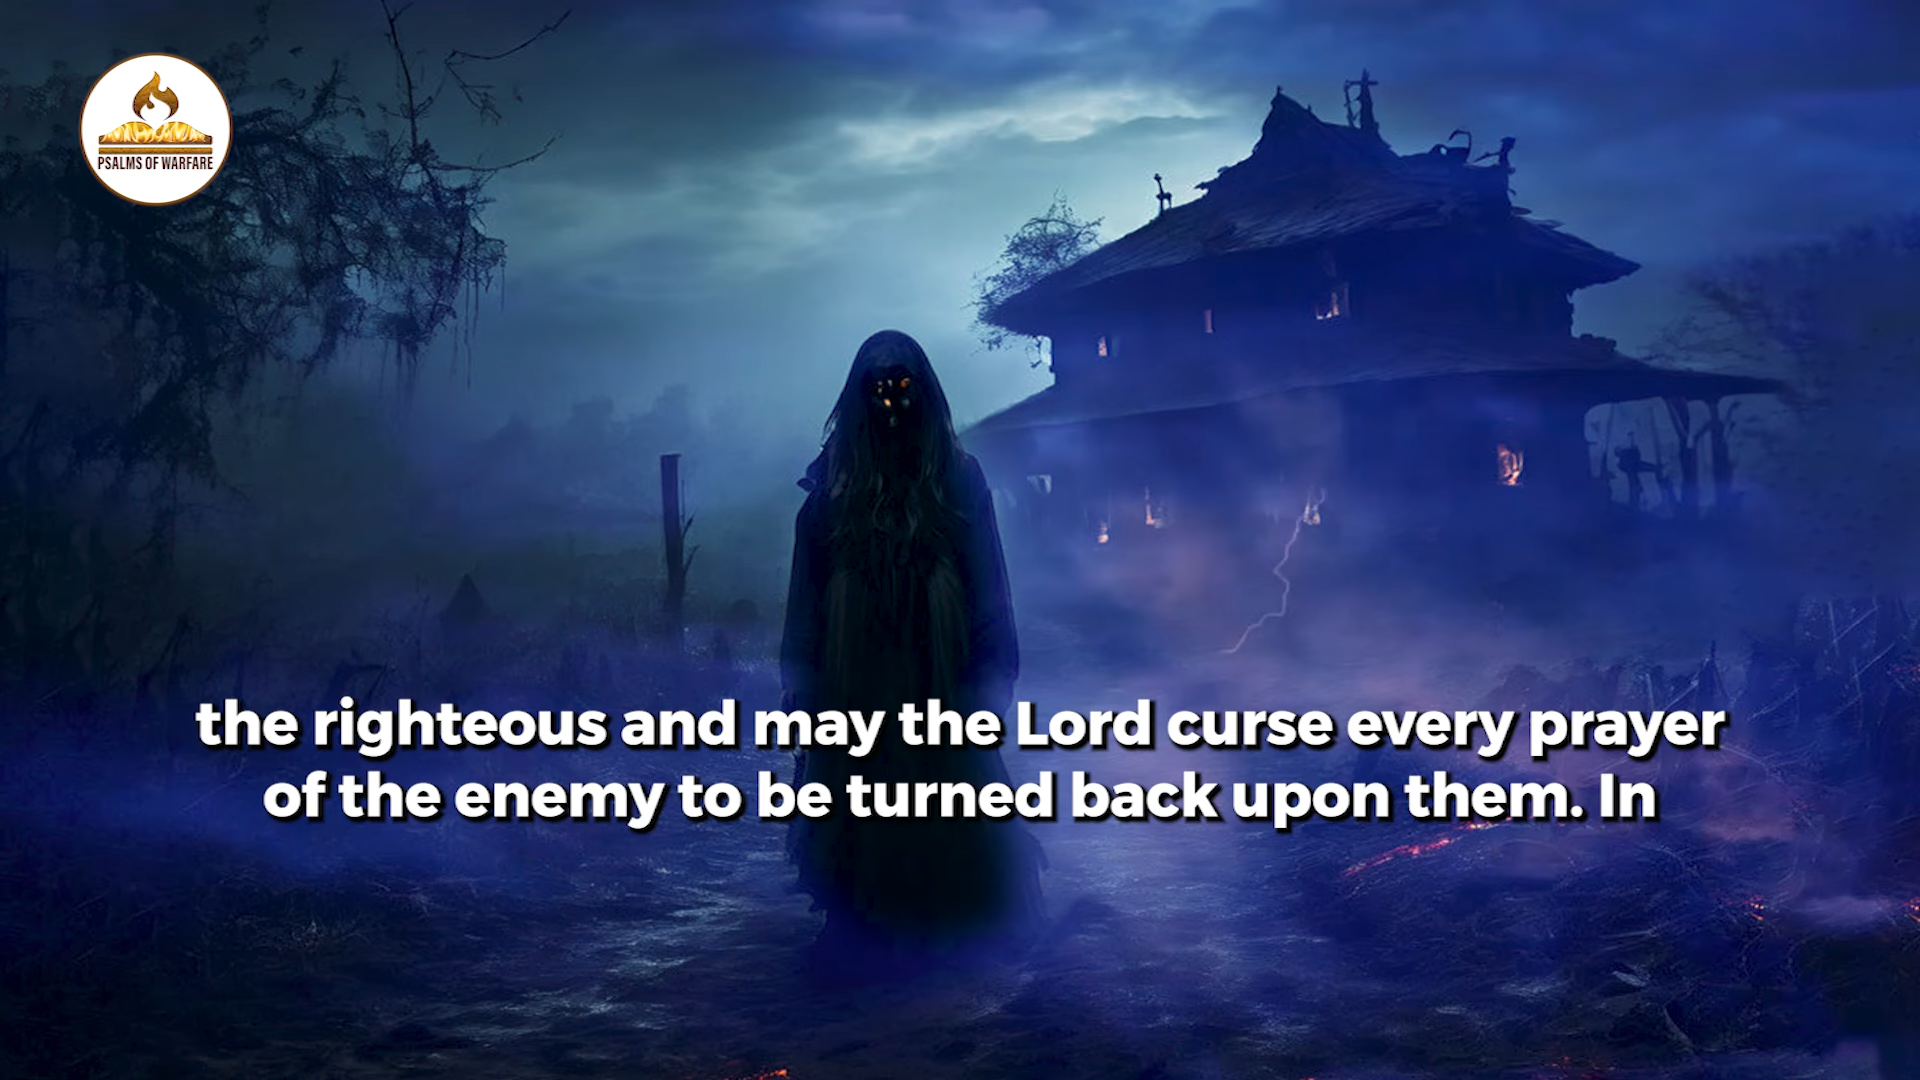 PSALMS OF WARFARE
the righteous and may the Lord curse every prayer
of the enemy to be turned back upon them. In